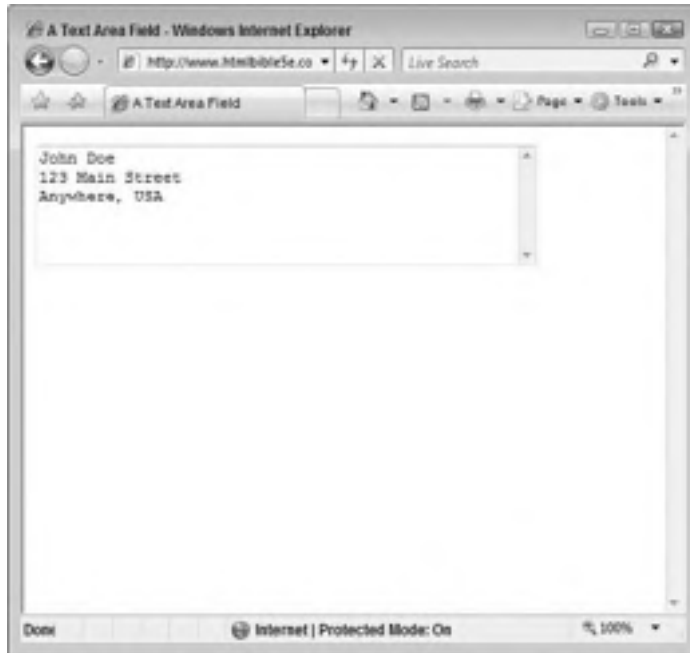 A Text Area Field - Windows Internet Explorer
http://www.htmlbible5e.co
Live Search
A Text Area Field
Page
Tools
John Doe
123 Main Street
Anywhere, USA
Done
Internet | Protected Mode: On
100%